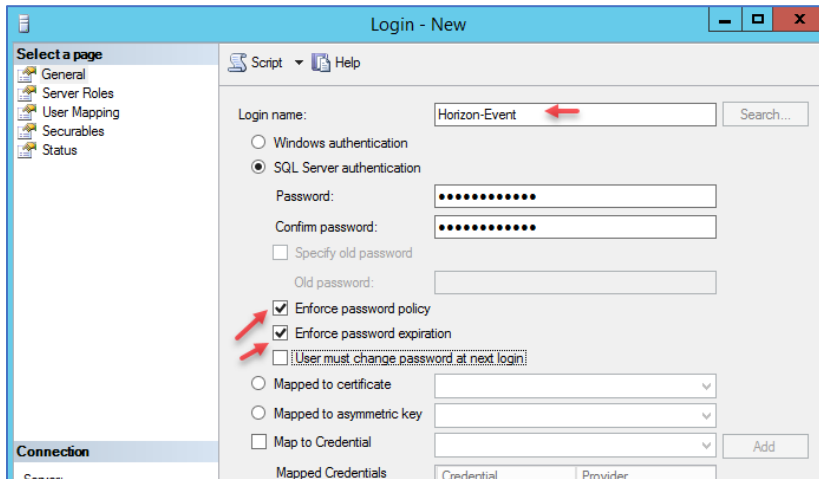 Login - New
x
Select a page
General
Server Roles
User Mapping
Securables
Status
Script Help
Login name: Horizon-Event Search...
Windows authentication
SQL Server authentication
Password: ●●●●●●●●●●●●
Confirm password: ●●●●●●●●●●●●
Specify old password
Old password:
Enforce password policy
Enforce password expiration
User must change password at next login
Mapped to certificate
Mapped to asymmetric key
Map to Credential Add
Connection
Mapped Credentials Credential Provider
Server: